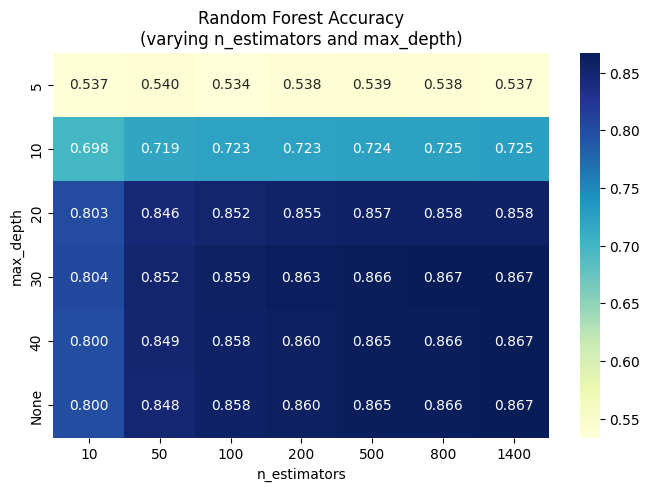 Random Forest Accuracy
(varying n_estimators and max_depth)
max_depth
5 0.537 0.540 0.534 0.538 0.539 0.538 0.537
10 0.698 0.719 0.723 0.723 0.724 0.725 0.725
20 0.803 0.846 0.852 0.855 0.857 0.858 0.858
30 0.804 0.852 0.859 0.863 0.866 0.867 0.867
40 0.800 0.849 0.858 0.860 0.865 0.866 0.867
None 0.800 0.848 0.858 0.860 0.865 0.866 0.867
10 50 100 200 500 800 1400
n_estimators
0.85
0.80
0.75
0.70
0.65
0.60
0.55